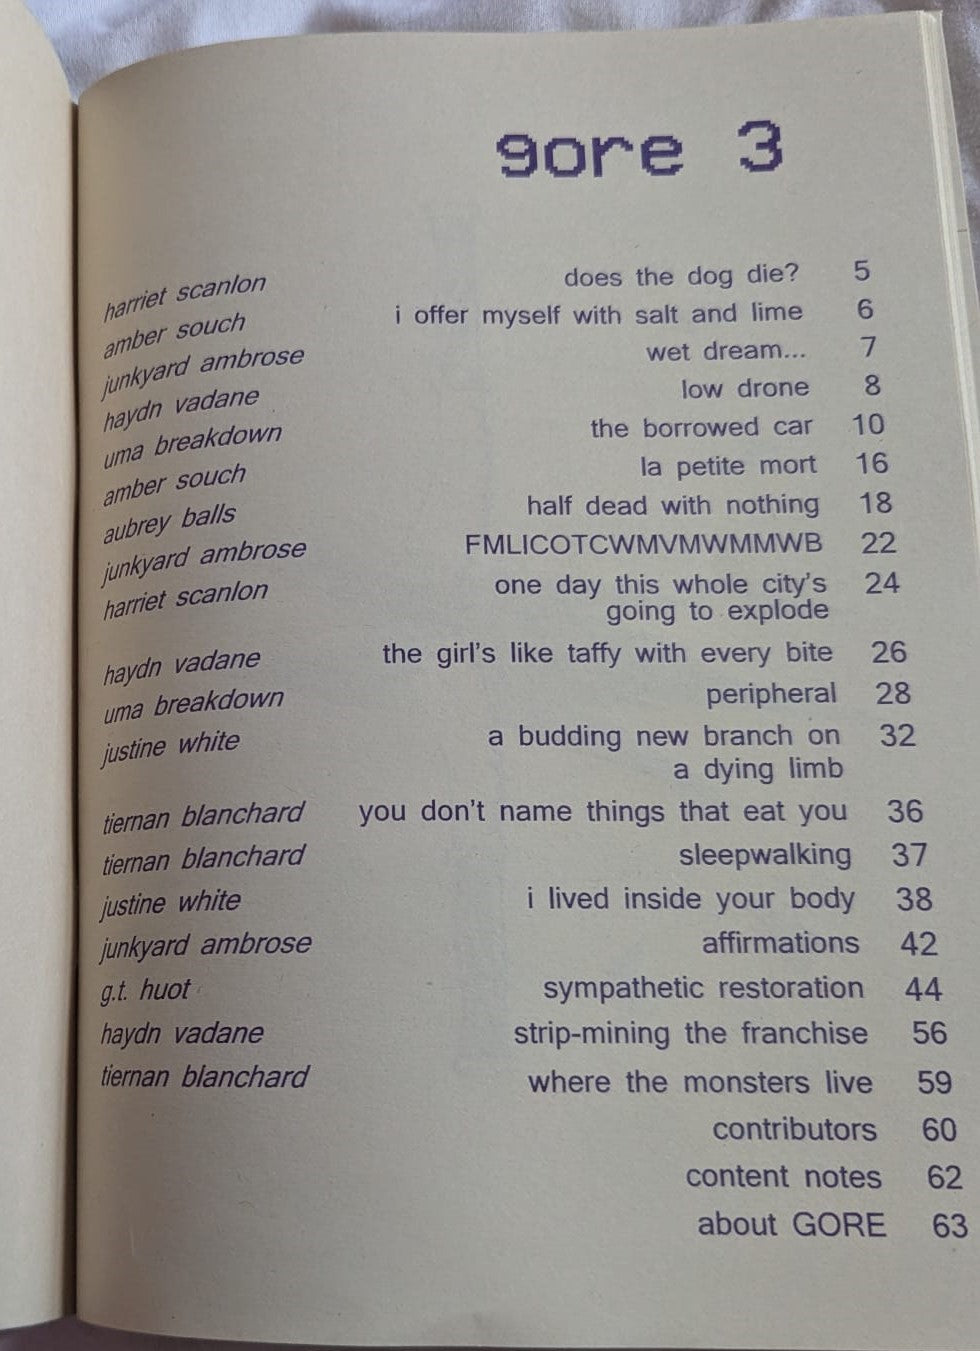 gore 3
harriet scanlon does the dog die? 5
amber souch i offer myself with salt and lime 6
junkyard ambrose wet dream... 7
haydn vadane low drone 8
uma breakdown the borrowed car 10
amber souch la petite mort 16
aubrey balls half dead with nothing 18
junkyard ambrose FMLICOTCWMVMWMMWB 22
harriet scanlon one day this whole city's 24
going to explode
haydn vadane the girl's like taffy with every bite 26
uma breakdown peripheral 28
justine white a budding new branch on 32
a dying limb
tiernan blanchard you don't name things that eat you 36
tiernan blanchard sleepwalking 37
justine white i lived inside your body 38
junkyard ambrose affirmations 42
g.t. huot sympathetic restoration 44
haydn vadane strip-mining the franchise 56
tiernan blanchard where the monsters live 59
contributors 60
content notes 62
about GORE 63